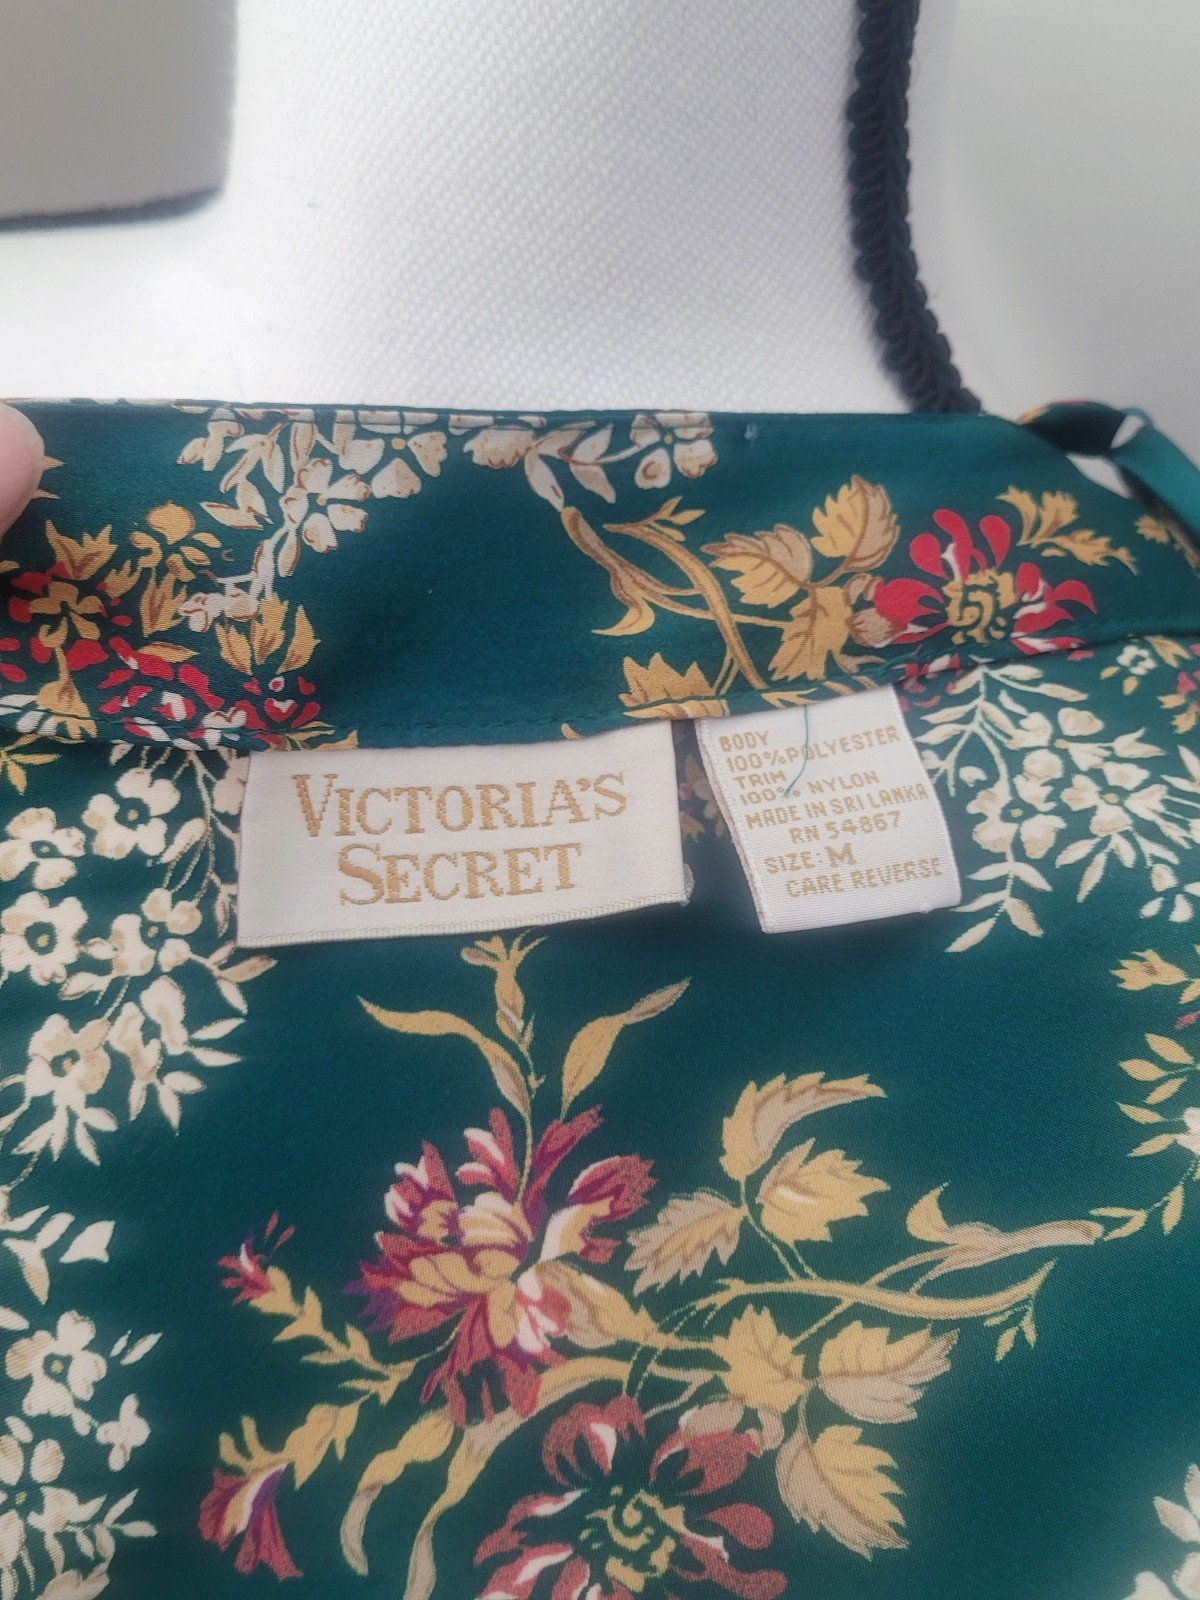 VICTORIA'S
SECRET
BODY
100% POLYESTER
TRIM
100% NYLON
MADE IN SRI LANKA
RN 54867
SIZE: M
CARE REVERSE